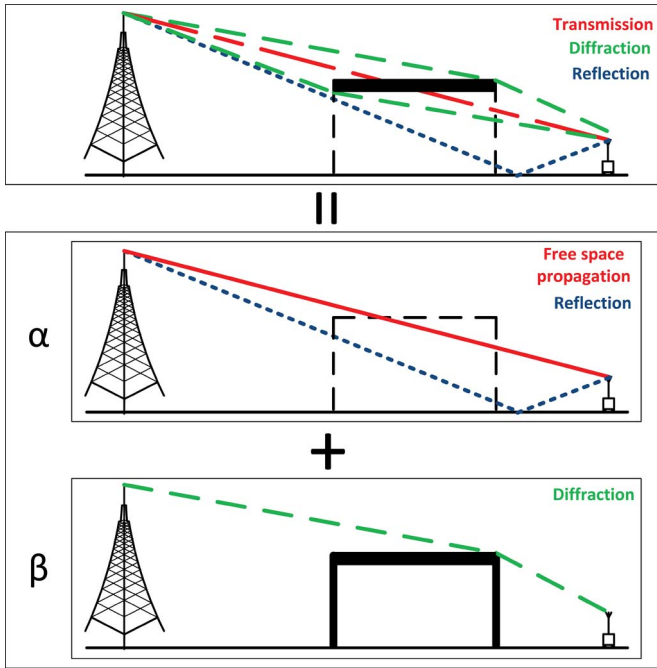 Transmission
Diffraction
Reflection
=
α
Free space
propagation
Reflection
+
β
Diffraction